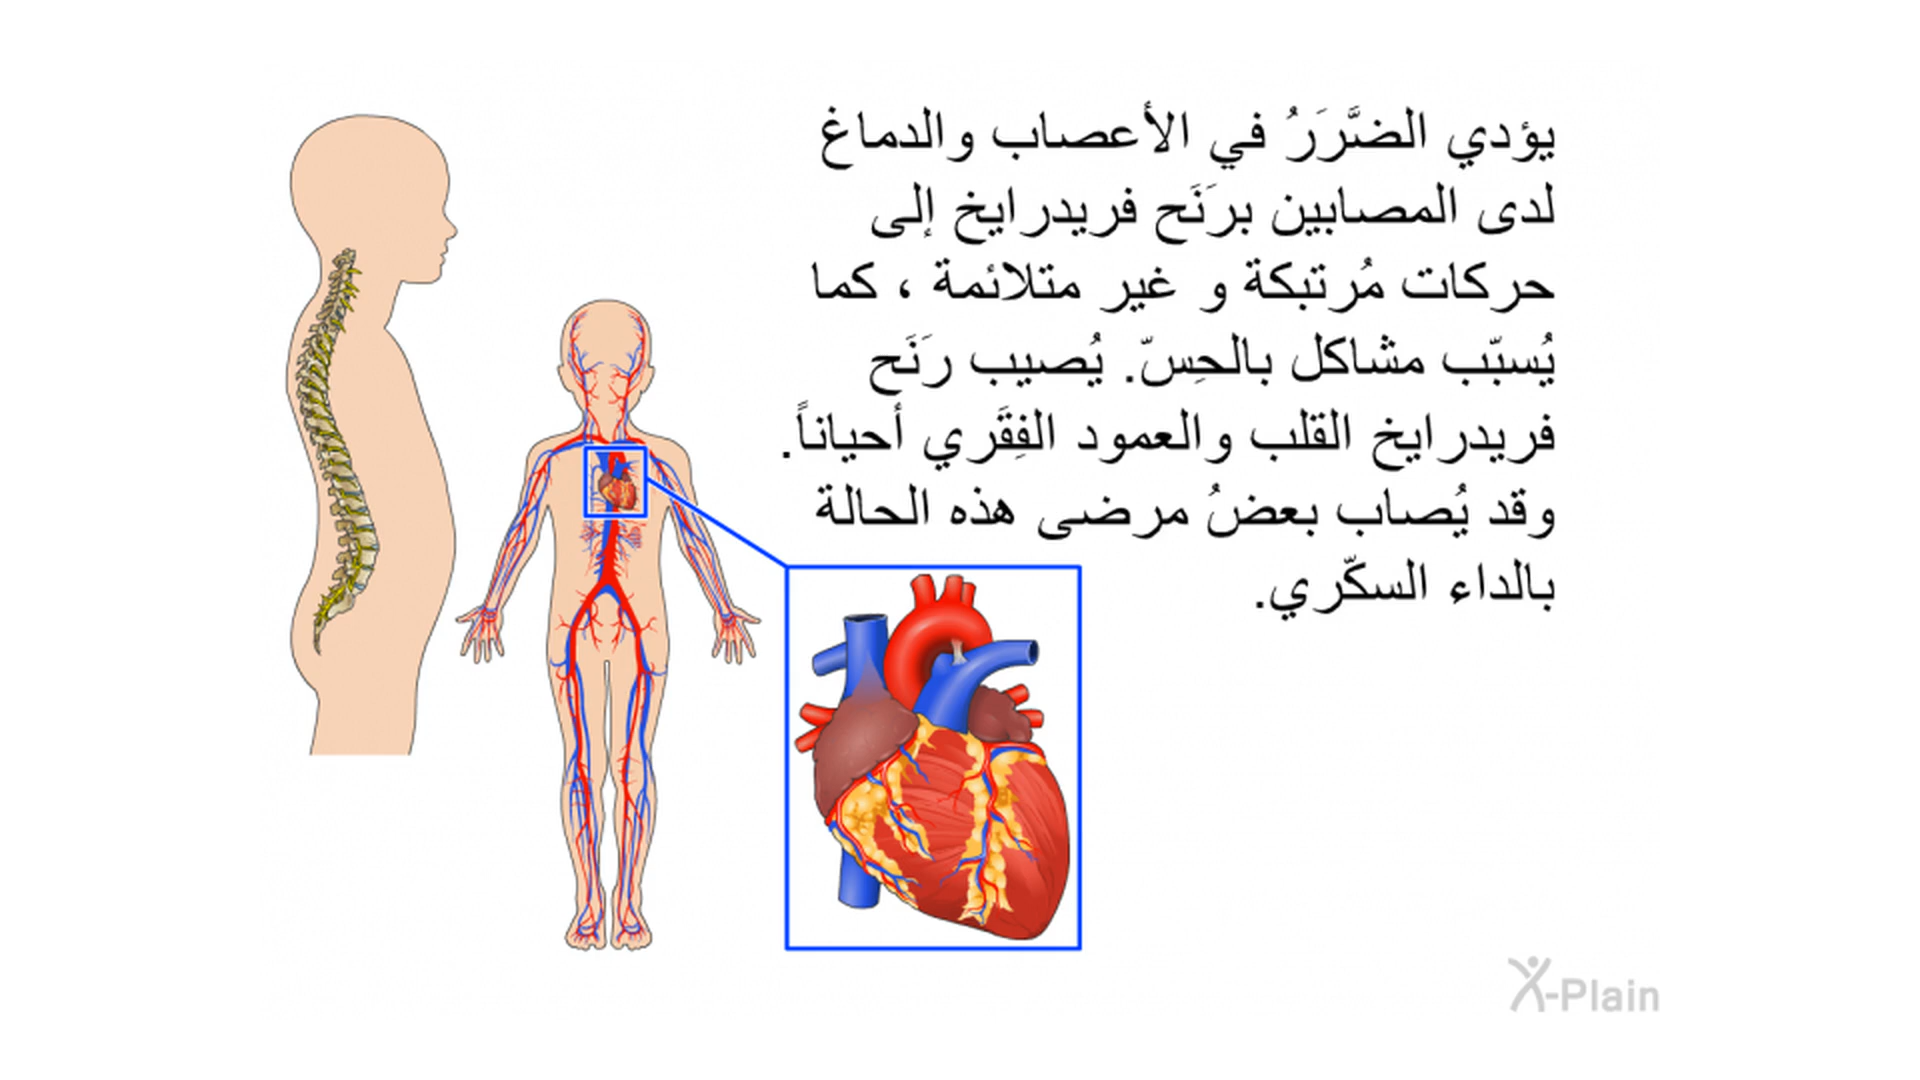 يؤدي الضَّرَرُ في الأعصاب والدماغ
لدى المصابين برَنَح فريدرايخ إلى
حركات مُرتبكة و غير متلائمة ، كما
يُسبّب مشاكل بالحِسّ. يُصيب رَنَح
فريدرايخ القلب والعمود الفِقَري أحياناً.
وقد يُصاب بعضُ مرضى هذه الحالة
بالداء السكّري.
X-Plain